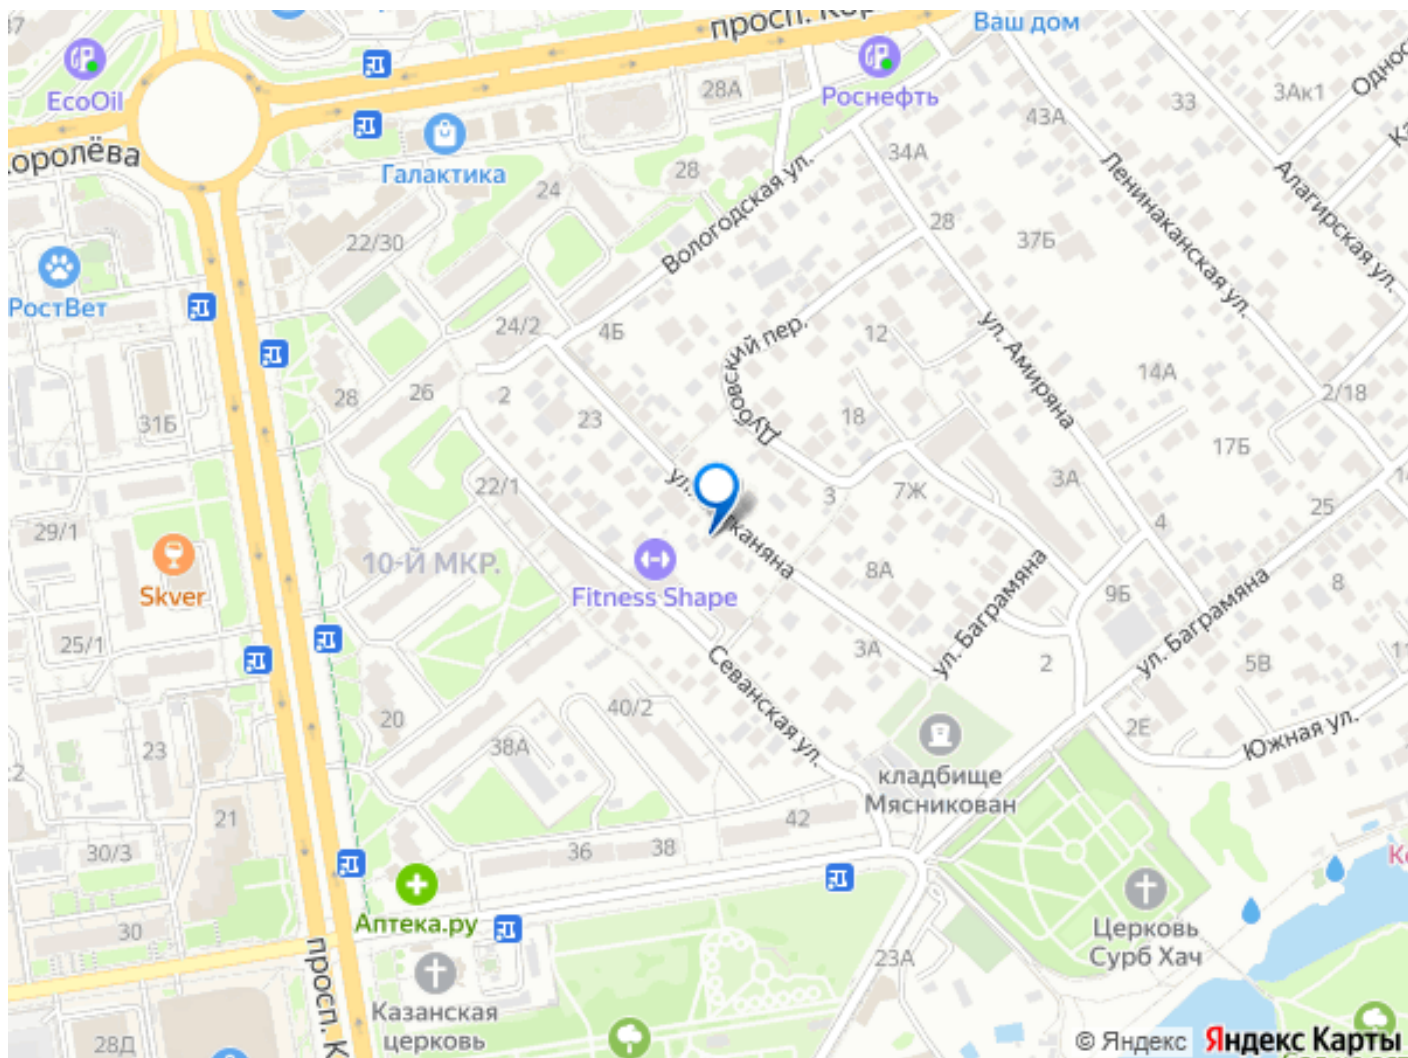 просп. Кор
Ваш дом
EcoOil
28А
Роснефть
33
3Ак1
Однос
43А
оролёва
Галактика
24
28
34А
Вологодская ул.
Ленинаканская ул.
Алагирская ул.
22/30
28
37Б
РостВет
24/2
4Б
12
ул. Амиряна
Дубовский пер.
14А
2/18
31Б
28
26
2
23
18
17Б
22/1
3
7Ж
3А
25
4
29/1
10-Й МКР.
ул.
лканяна
Skver
Fitness Shape
8А
9Б
8
25/1
3А
ул. Баграмяна
ул. Баграмяна
2
5В
11
Севанская ул.
20
40/2
2Е
Южная ул.
23
38А
2
кладбище
Мясникован
21
42
30/3
36
38
Аптека.ру
30
просп. К
Церковь
Сурб Хач
23А
Казанская
церковь
28Д
© Яндекс Яндекс Карты